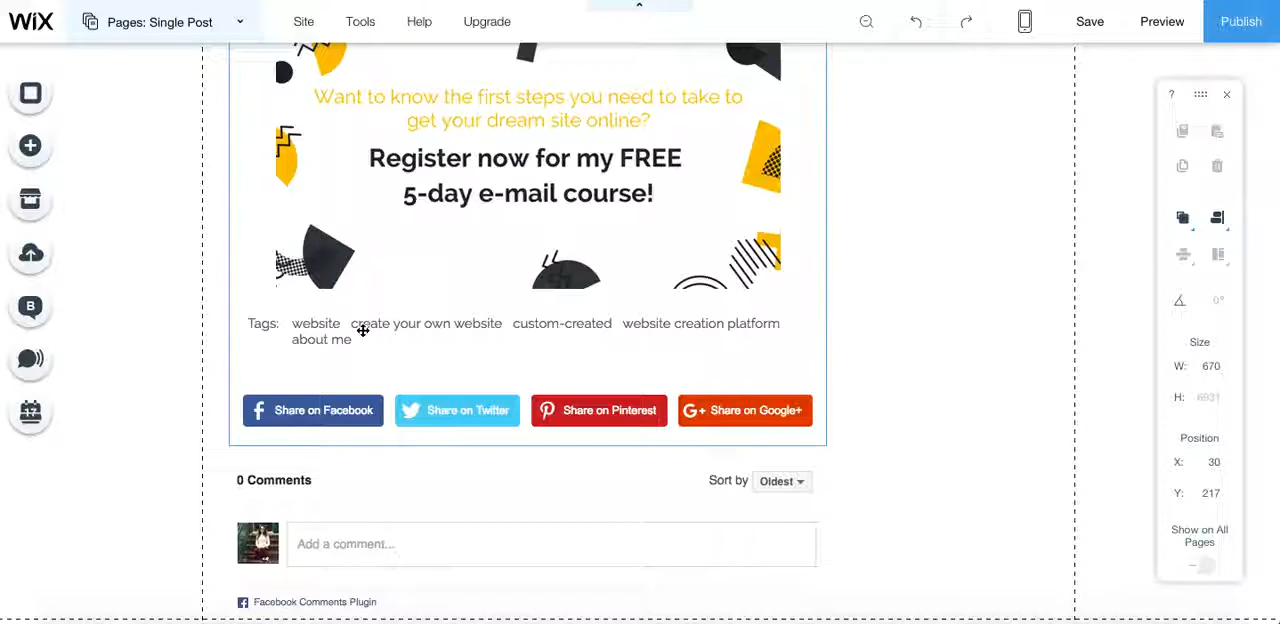 WiX
Pages: Single Post
Site
Tools
Help
Upgrade
Save
Preview
Publish
Want to know the first steps you need to take to
get your dream site online?
Register now for my FREE
5-day e-mail course!
Tags: website create your own website custom-created website creation platform
about me
f Share on Facebook
Share on Twitter
Share on Pinterest
G+ Share on Google+
0 Comments
Sort by Oldest
Add a comment...
Facebook Comments Plugin
B
?
0°
Size
W: 670
H: 6931
Position
X: 30
Y: 217
Show on All
Pages